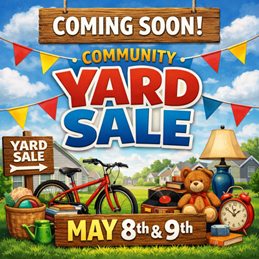 COMING SOON!
COMMUNITY
YARD
SALE
YARD
SALE
MAY 8th & 9th